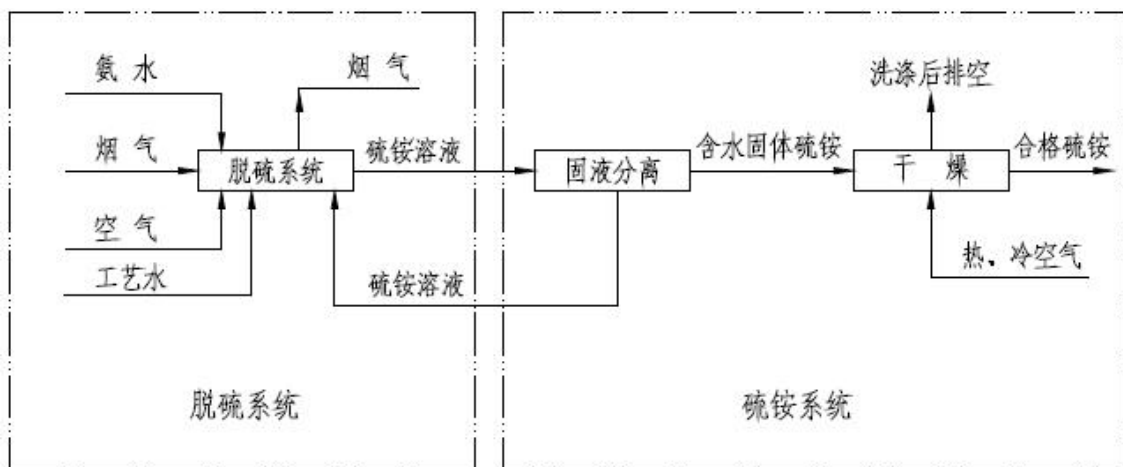 氨水
烟气
洗涤后排空
烟气
脱硫系统
硫铵溶液
固液分离
含水固体硫铵
干燥
合格硫铵
空气
工艺水
硫铵溶液
热、冷空气
脱硫系统
硫铵系统